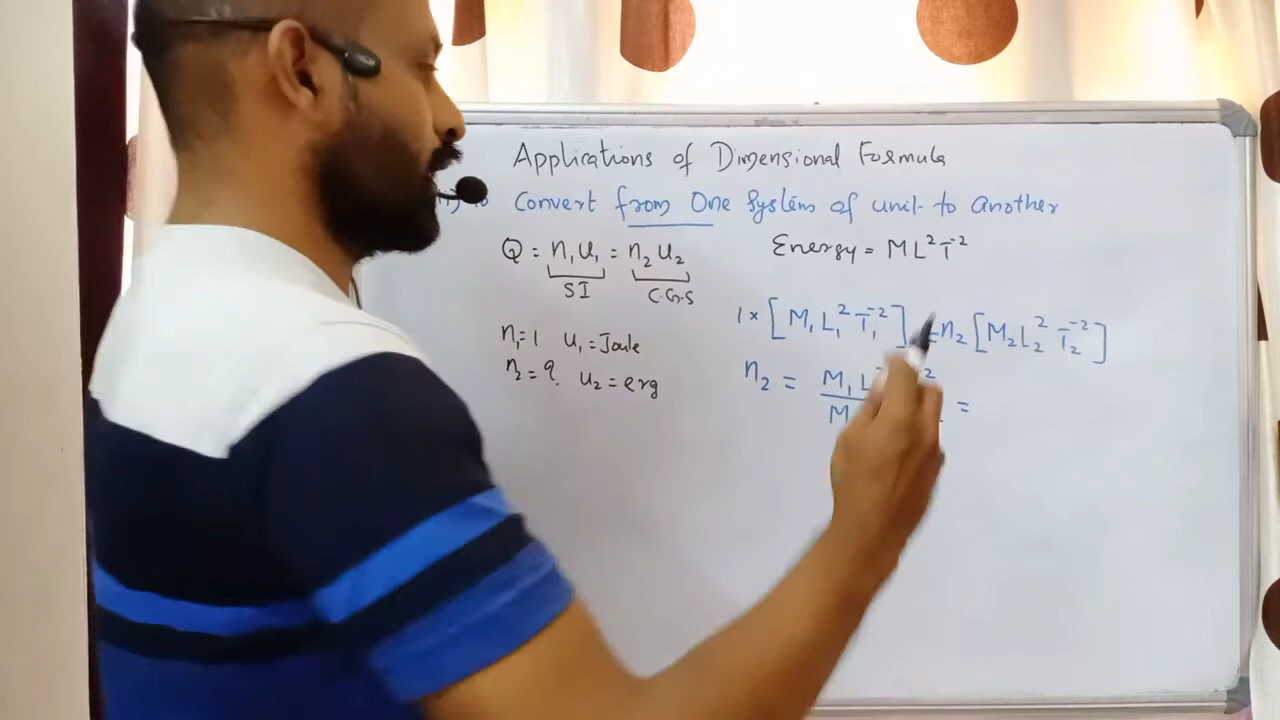 Applications of Dimensional Formula
Convert from One System of unit to another
Q = n₁u₁ = n₂u₂
SI C.G.S
Energy = ML²T⁻²
n₁=1 u₁=Joule
n₂=?. u₂=erg
1 × [M₁L₁²T₁⁻²] = n₂[M₂L₂²T₂⁻²]
n₂ = M₁L
M =